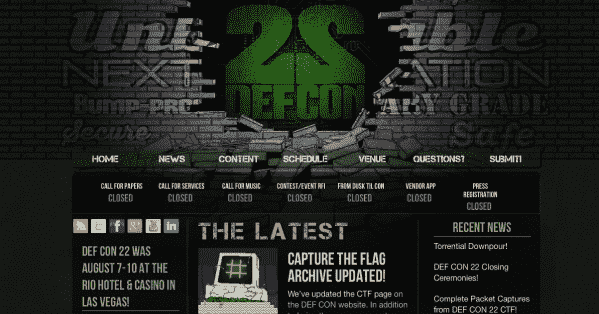 22
DEFCON
NEXT
BUMP-PRO
ARY GRADE
Secure
Safe
HOME NEWS CONTENT SCHEDULE VENUE QUESTIONS? SUBMIT!
CALL FOR PAPERS CALL FOR SERVICES CALL FOR MUSIC CONTEST/EVENT RFI FROM DUSK TIL CON VENDOR APP PRESS
REGISTRATION
CLOSED CLOSED CLOSED CLOSED CLOSED CLOSED CLOSED
DEF CON 22 WAS
AUGUST 7-10 AT THE
RIO HOTEL & CASINO IN
LAS VEGAS!
THE LATEST
CAPTURE THE FLAG
ARCHIVE UPDATED!
We've updated the CTF page on
the DEF CON website. In addition
RECENT NEWS
Torrential Downpour!
DEF CON 22 Closing
Ceremonies!
Complete Packet Captures
from DEF CON 22 CTF!